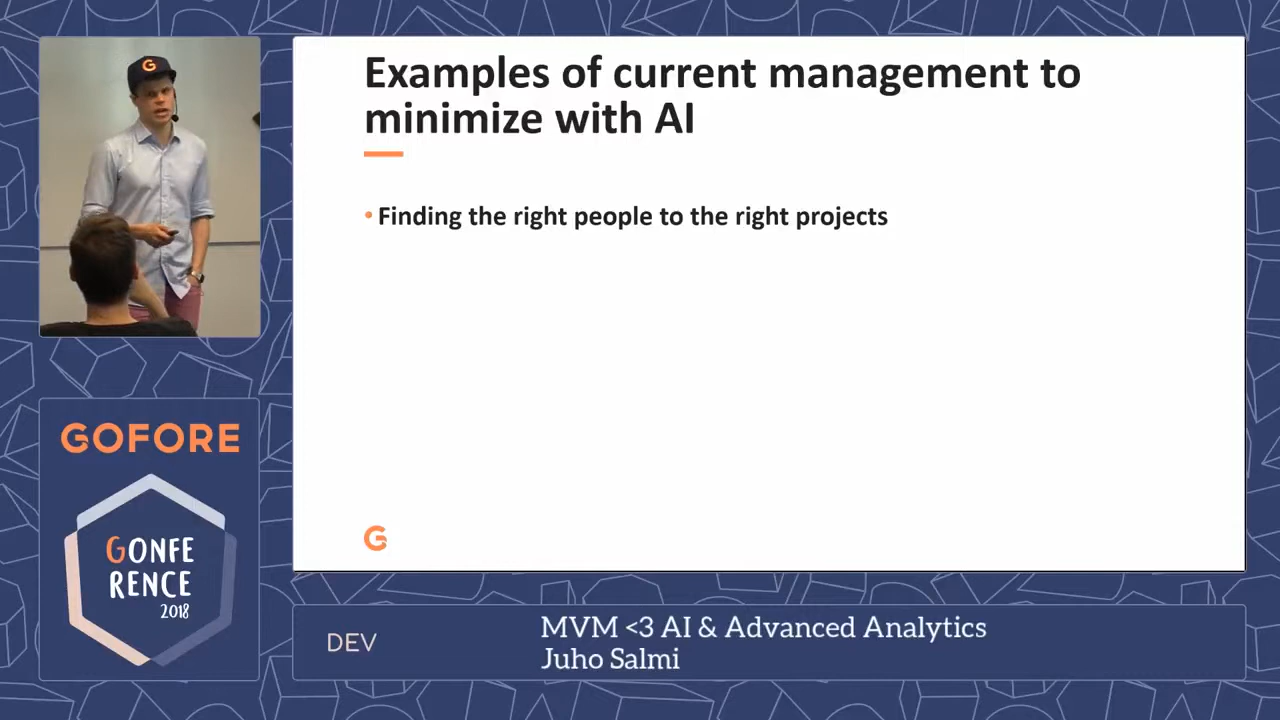 G
Examples of current management to
minimize with AI
• Finding the right people to the right projects
G
GOFORE
GONFE
RENCE
2018
DEV
MVM <3 AI & Advanced Analytics
Juho Salmi